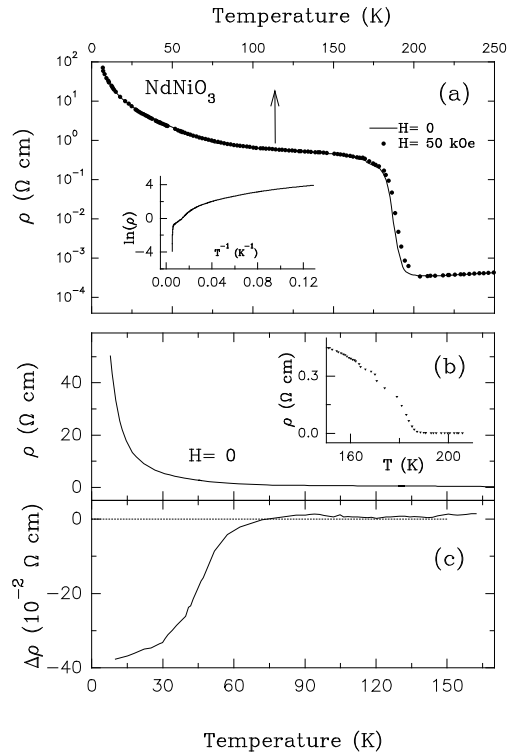 Temperature (K)
0 50 100 150 200 250
10² 10¹ 10⁰ 10⁻¹ 10⁻² 10⁻³ 10⁻⁴
ρ (Ω cm)
NdNiO₃
(a)
H= 0
H= 50 kOe
4 0 −4
ln(ρ)
T⁻¹ (K⁻¹)
0.00 0.04 0.08 0.12
40 20 0
ρ (Ω cm)
H= 0
(b)
0.3 0.0
ρ (Ω cm)
160 180 200
T (K)
0 −20 −40
Δρ (10⁻² Ω cm)
(c)
0 30 60 90 120 150
Temperature (K)